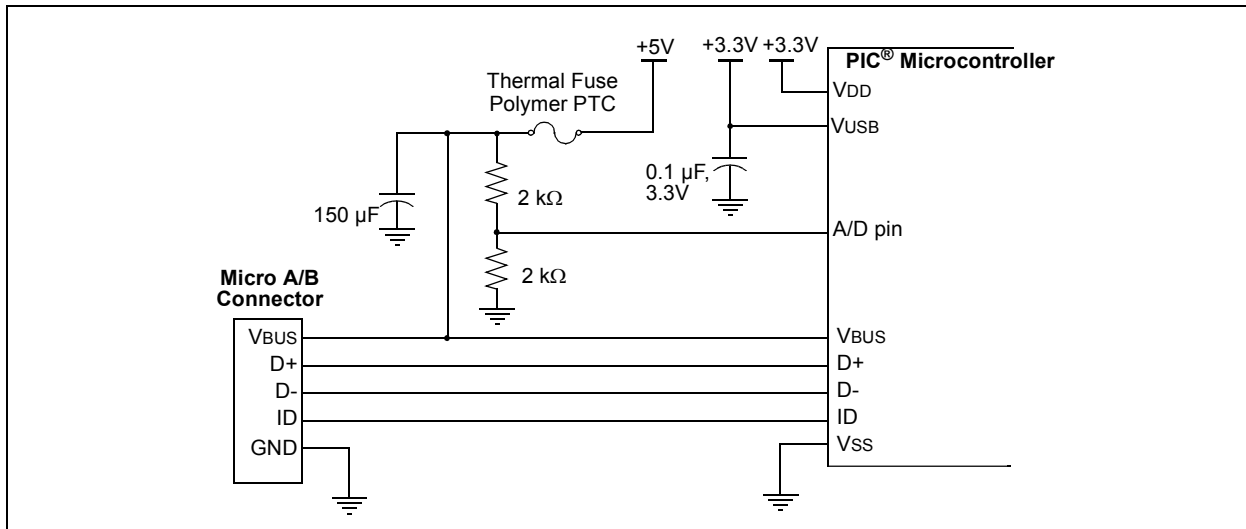 +5V
+3.3V
+3.3V
PIC® Microcontroller
VDD
Thermal Fuse
Polymer PTC
VUSB
0.1 µF,
3.3V
2 kΩ
150 µF
A/D pin
2 kΩ
Micro A/B
Connector
VBUS
D+
D-
ID
GND
VBUS
D+
D-
ID
VSS